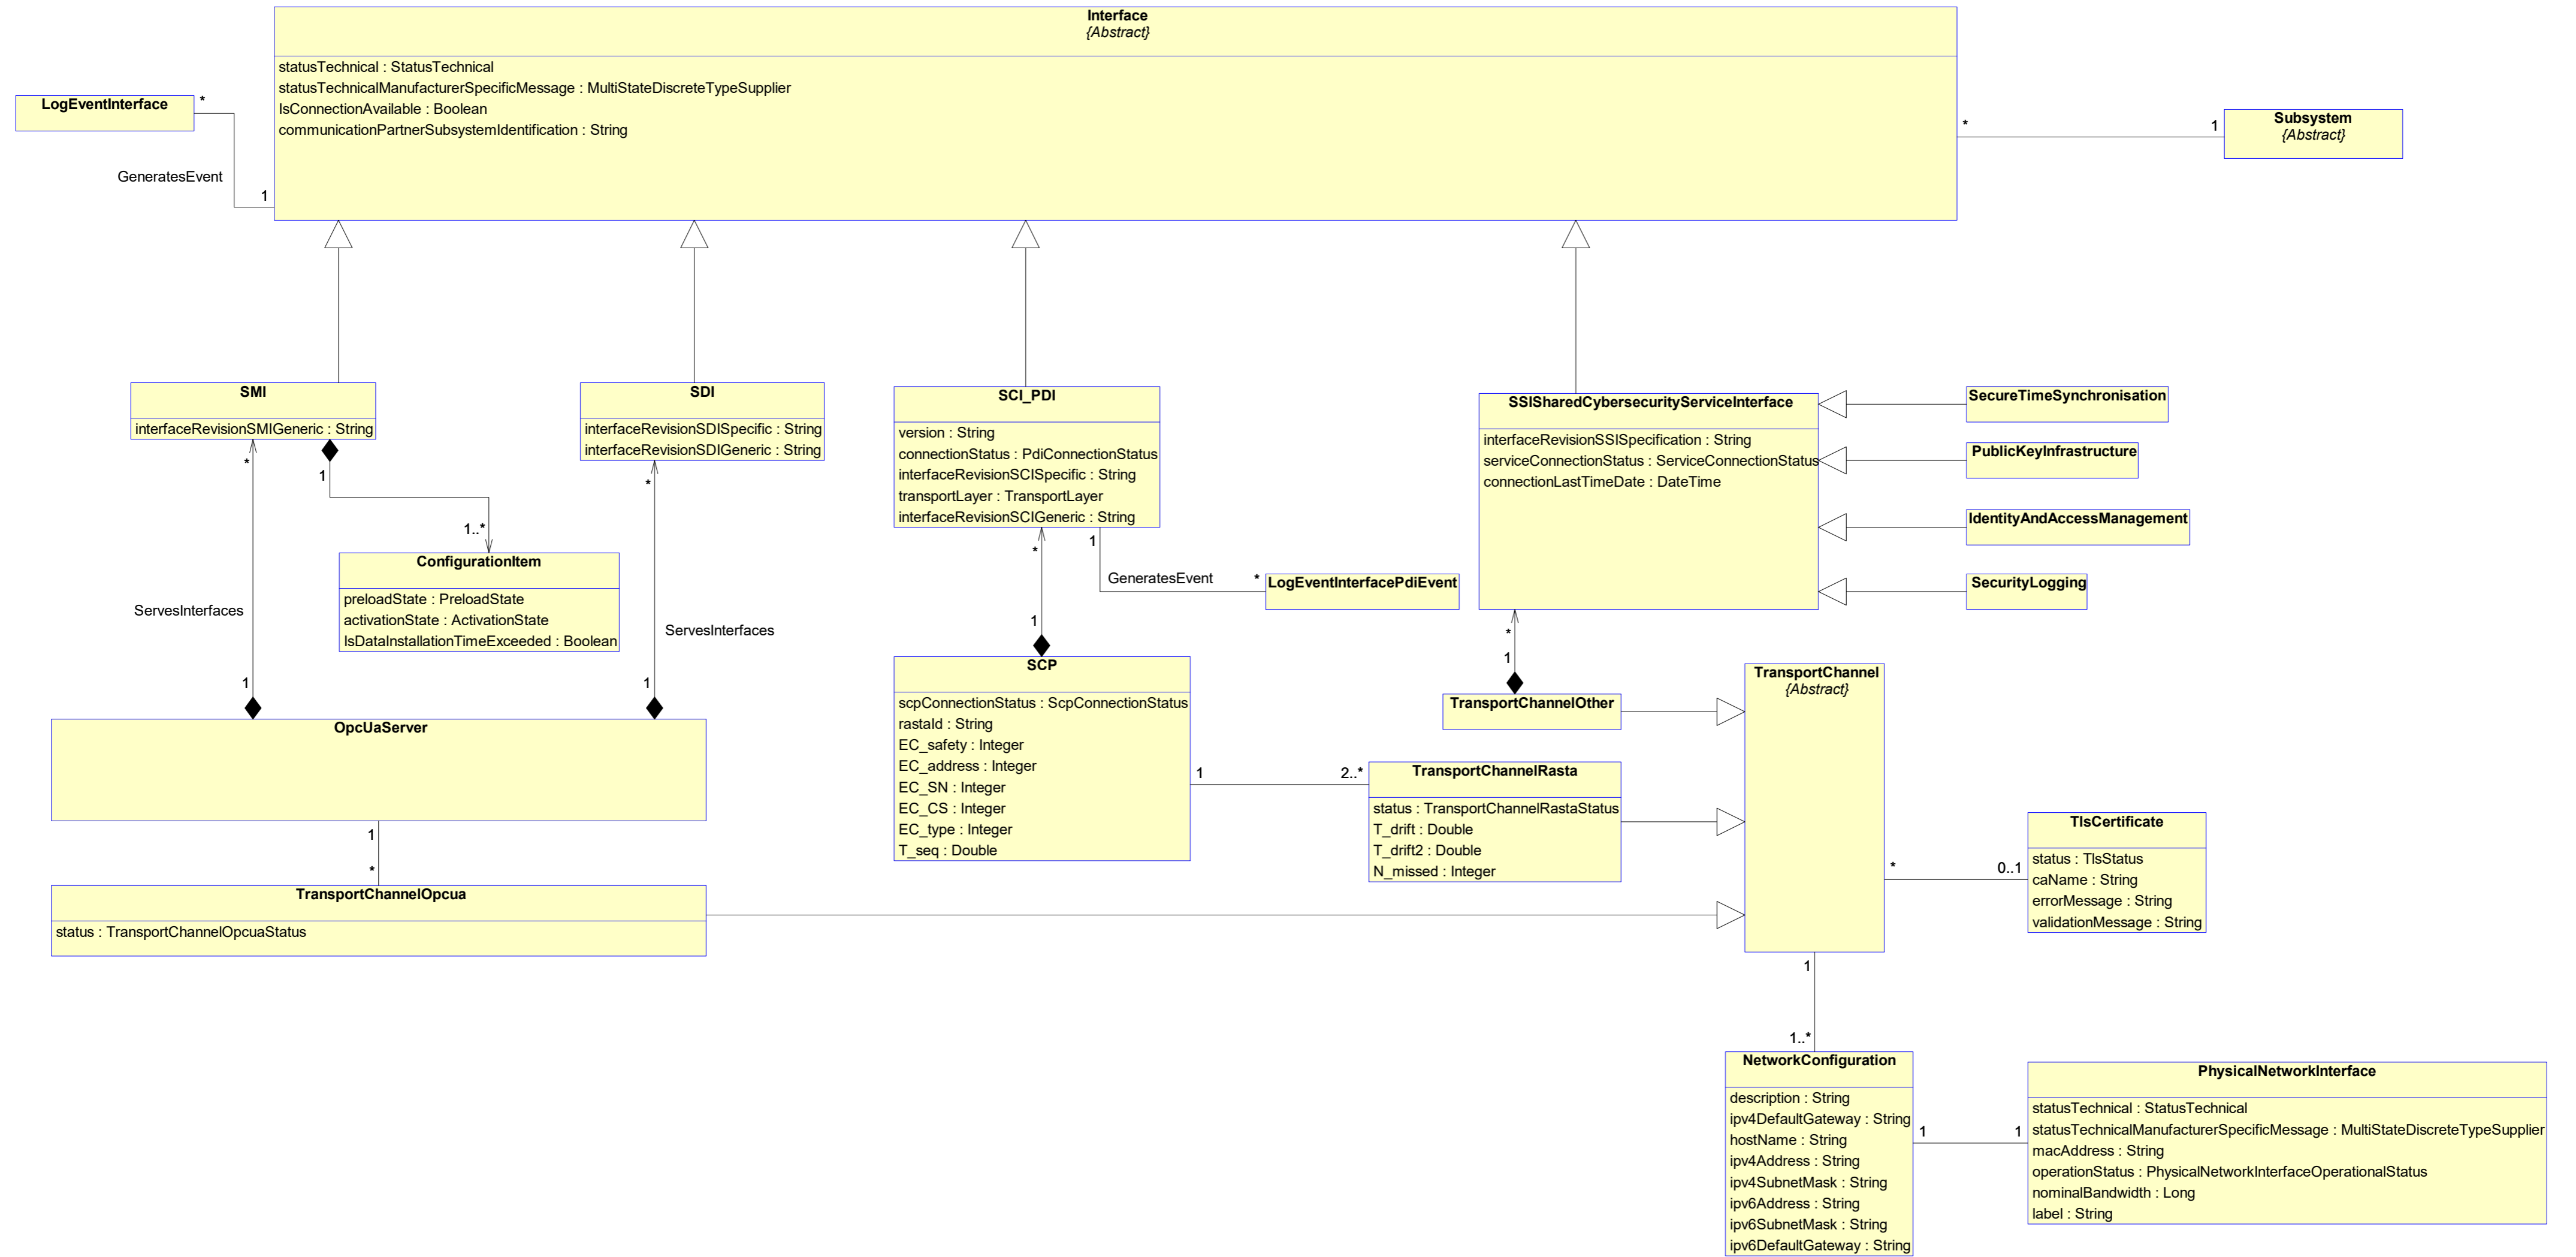 Interface
{Abstract}
statusTechnical : StatusTechnical
statusTechnicalManufacturerSpecificMessage : MultiStateDiscreteTypeSupplier
IsConnectionAvailable : Boolean
communicationPartnerSubsystemIdentification : String
LogEventInterface
*
GeneratesEvent
1
*
1
Subsystem
{Abstract}
SMI
interfaceRevisionSMIGeneric : String
SDI
interfaceRevisionSDISpecific : String
interfaceRevisionSDIGeneric : String
SCI_PDI
version : String
connectionStatus : PdiConnectionStatus
interfaceRevisionSCISpecific : String
transportLayer : TransportLayer
interfaceRevisionSCIGeneric : String
SSISharedCybersecurityServiceInterface
interfaceRevisionSSISpecification : String
serviceConnectionStatus : ServiceConnectionStatus
connectionLastTimeDate : DateTime
SecureTimeSynchronisation
PublicKeyInfrastructure
IdentityAndAccessManagement
SecurityLogging
*
1
1..*
*
ConfigurationItem
preloadState : PreloadState
activationState : ActivationState
IsDataInstallationTimeExceeded : Boolean
ServesInterfaces
ServesInterfaces
1
1
*
1
1
GeneratesEvent
*
LogEventInterfacePdiEvent
*
1
OpcUaServer
1
*
TransportChannelOpcua
status : TransportChannelOpcuaStatus
SCP
scpConnectionStatus : ScpConnectionStatus
rastaId : String
EC_safety : Integer
EC_address : Integer
EC_SN : Integer
EC_CS : Integer
EC_type : Integer
T_seq : Double
1
2..*
TransportChannelOther
TransportChannelRasta
status : TransportChannelRastaStatus
T_drift : Double
T_drift2 : Double
N_missed : Integer
TransportChannel
{Abstract}
*
0..1
TlsCertificate
status : TlsStatus
caName : String
errorMessage : String
validationMessage : String
1
1..*
NetworkConfiguration
description : String
ipv4DefaultGateway : String
hostName : String
ipv4Address : String
ipv4SubnetMask : String
ipv6Address : String
ipv6SubnetMask : String
ipv6DefaultGateway : String
1
1
PhysicalNetworkInterface
statusTechnical : StatusTechnical
statusTechnicalManufacturerSpecificMessage : MultiStateDiscreteTypeSupplier
macAddress : String
operationStatus : PhysicalNetworkInterfaceOperationalStatus
nominalBandwidth : Long
label : String